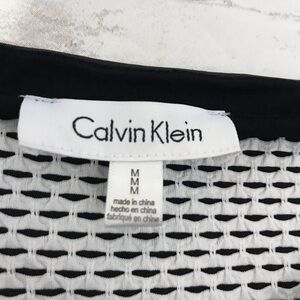 Calvin Klein
M
M
M
made in china
hecho en china
fabriqué en chine